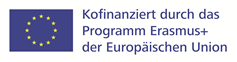 Kofinanziert durch das
Programm Erasmus+
der Europäischen Union